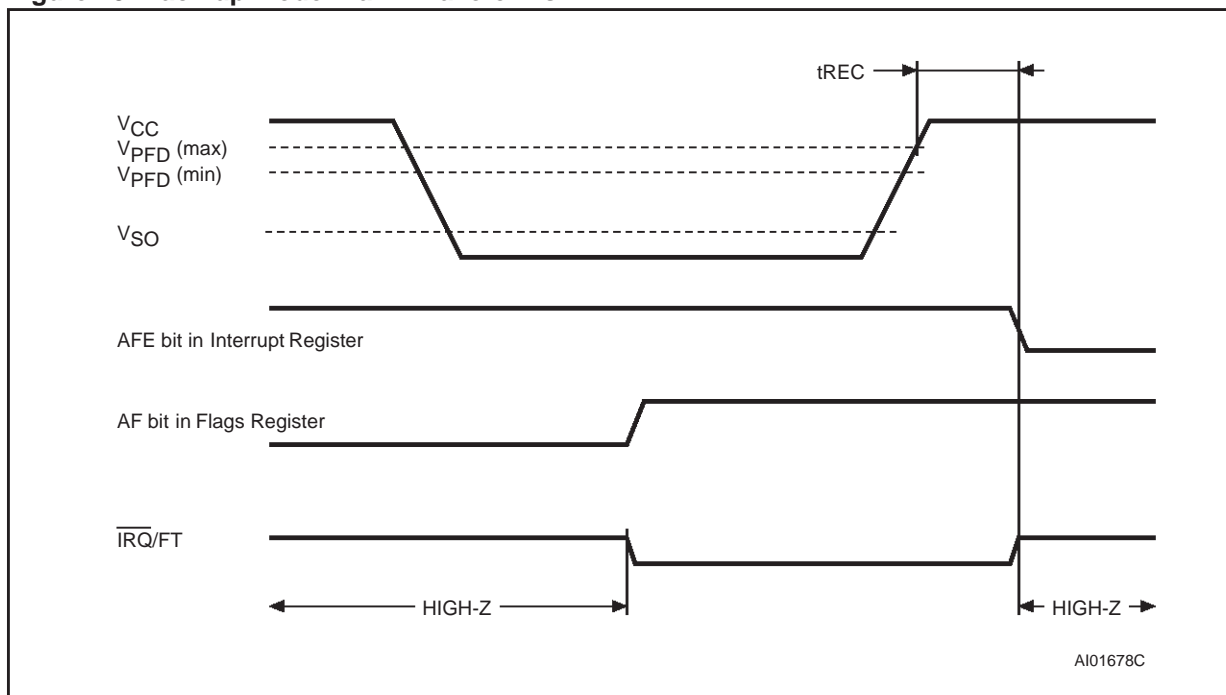 tREC
VCC
VPFD (max)
VPFD (min)
VSO
AFE bit in Interrupt Register
AF bit in Flags Register
IRQ/FT
HIGH-Z
HIGH-Z
AI01678C